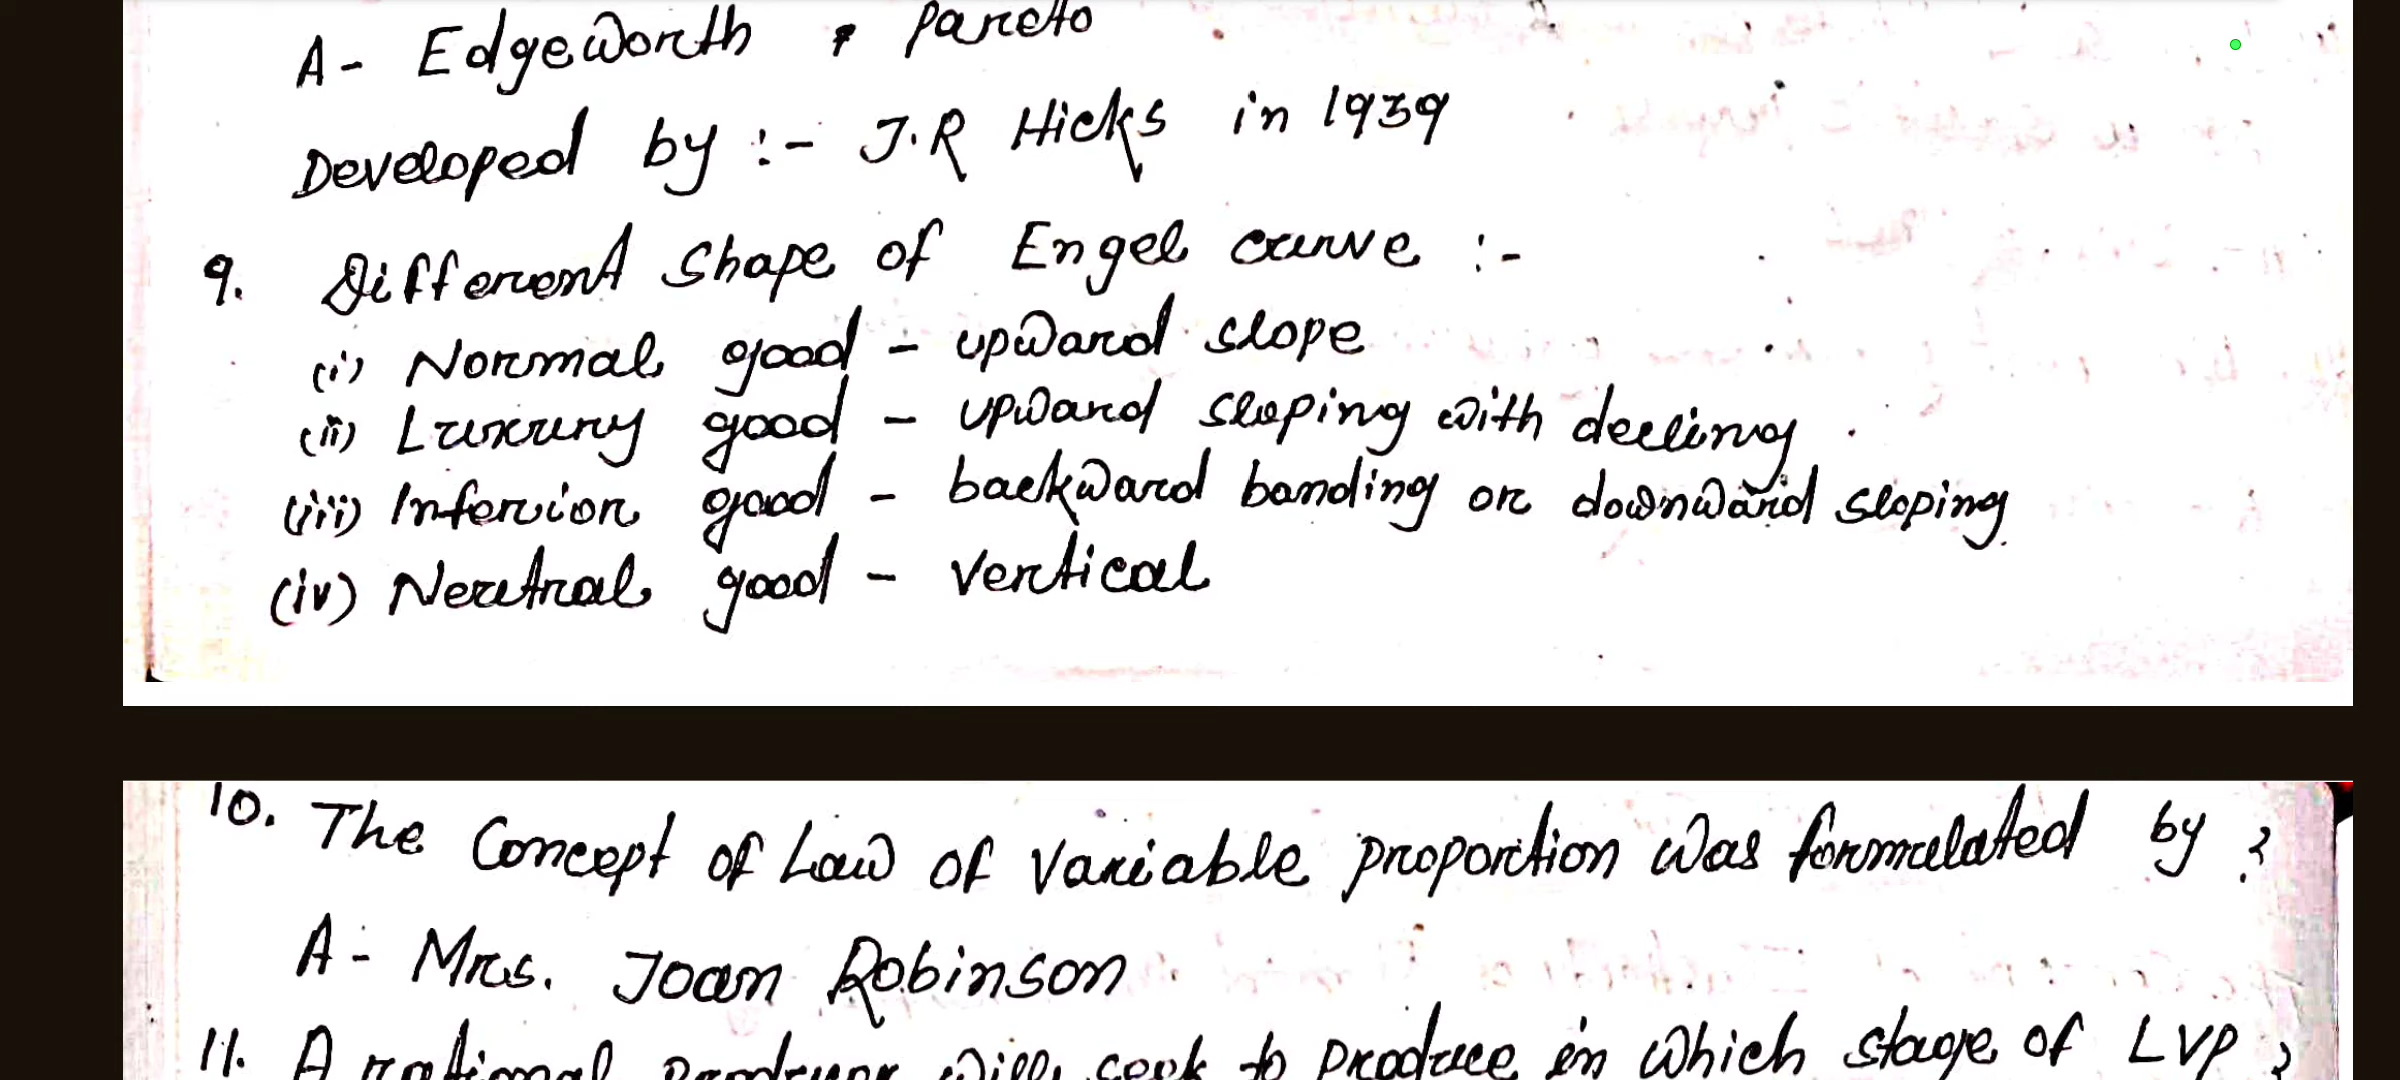 A- Edgeworth & Pareto
Developed by :- J.R Hicks in 1939
9. Different shape of Engel curve :-
(i) Normal good - upward slope
(ii) Luxury good - upward sloping with declining.
(iii) Inferior good - backward banding or downward sloping
(iv) Neutral good - vertical
10. The Concept of Law of Variable proportion was formulated by ?
A:- Mrs. Joan Robinson
11. A rational producer will seek to produce in which stage of LVP ?